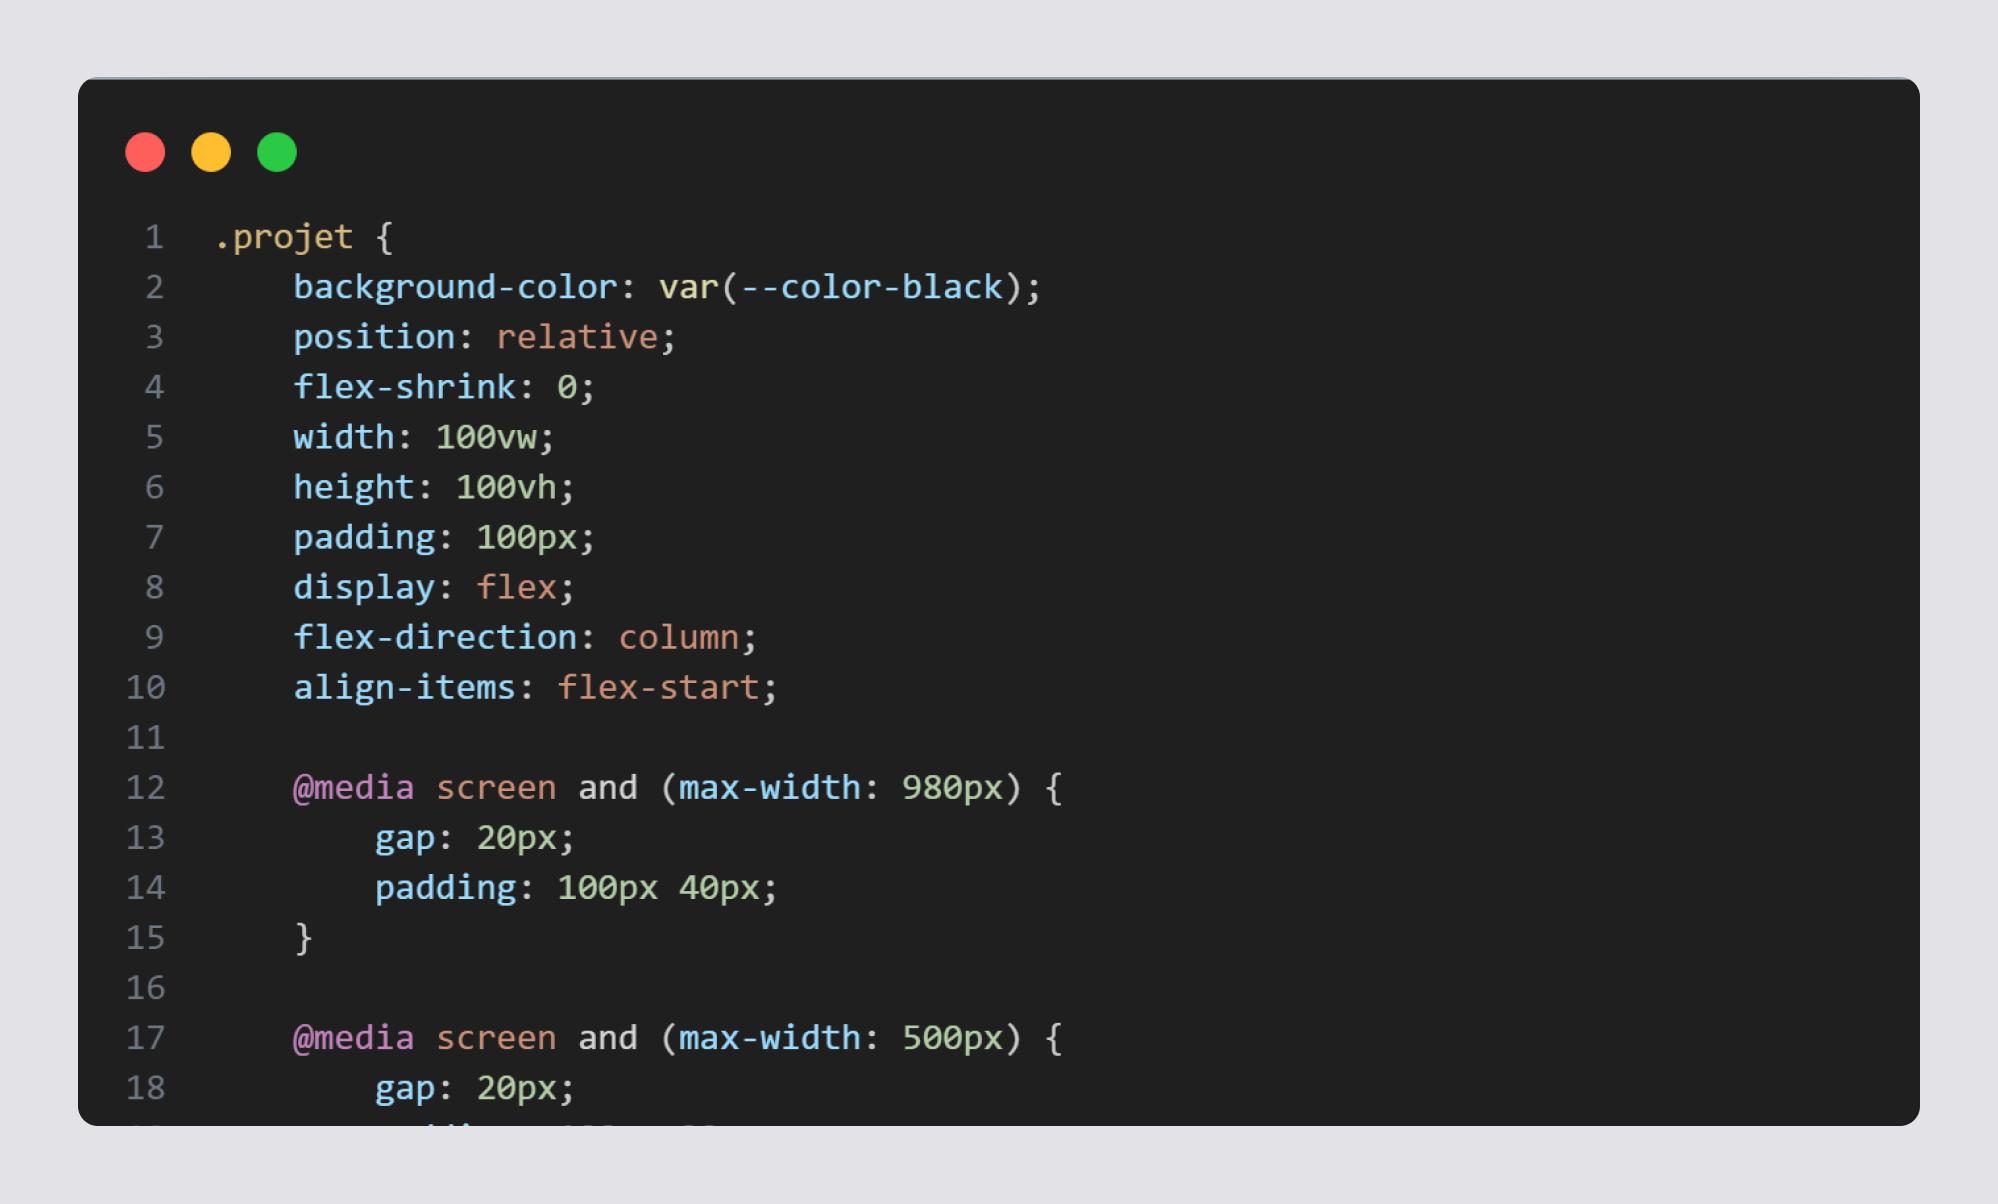 1 .projet {
2 background-color: var(--color-black);
3 position: relative;
4 flex-shrink: 0;
5 width: 100vw;
6 height: 100vh;
7 padding: 100px;
8 display: flex;
9 flex-direction: column;
10 align-items: flex-start;
11
12 @media screen and (max-width: 980px) {
13 gap: 20px;
14 padding: 100px 40px;
15 }
16
17 @media screen and (max-width: 500px) {
18 gap: 20px;